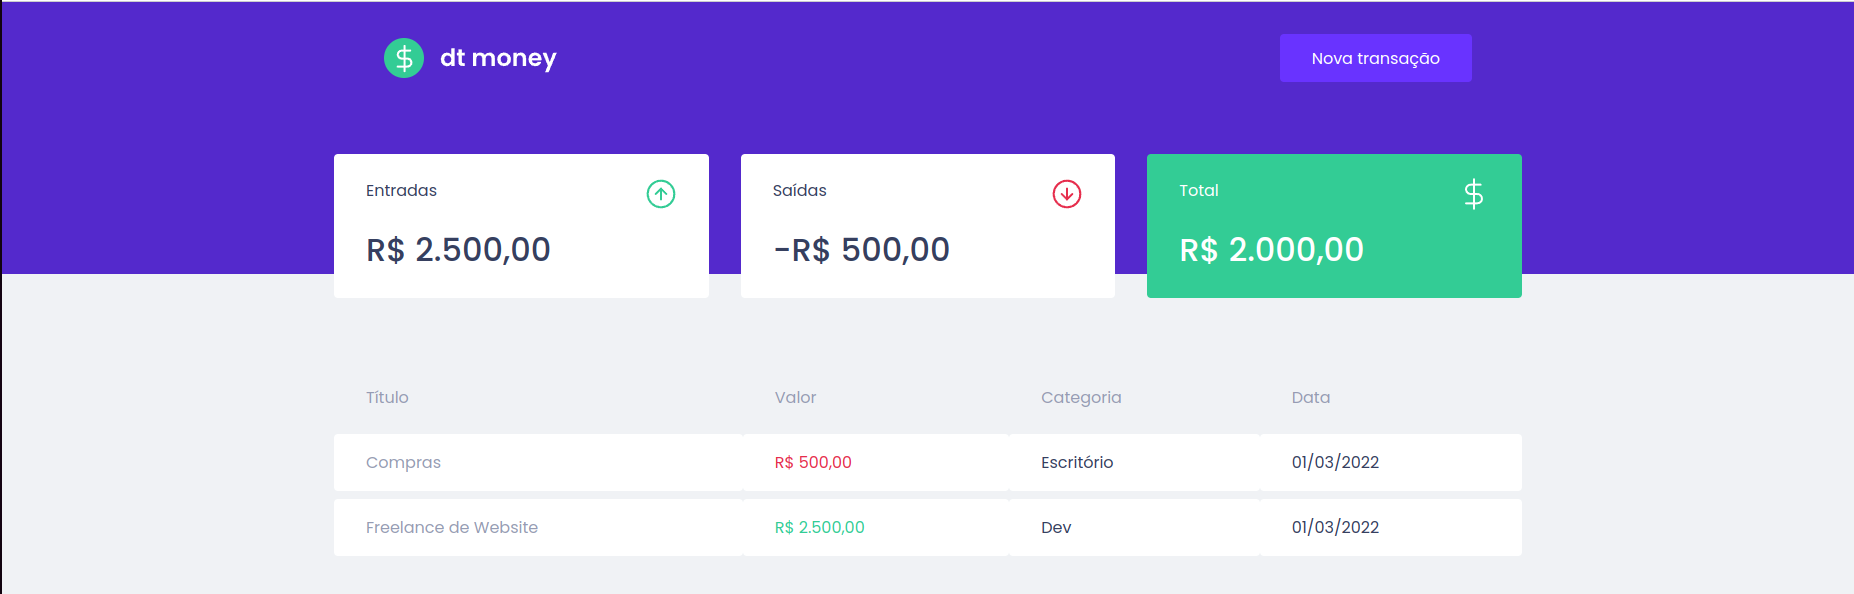 dt money
Nova transação
Entradas
R$ 2.500,00
Saídas
-R$ 500,00
Total
R$ 2.000,00
Título Valor Categoria Data
Compras R$ 500,00 Escritório 01/03/2022
Freelance de Website R$ 2.500,00 Dev 01/03/2022